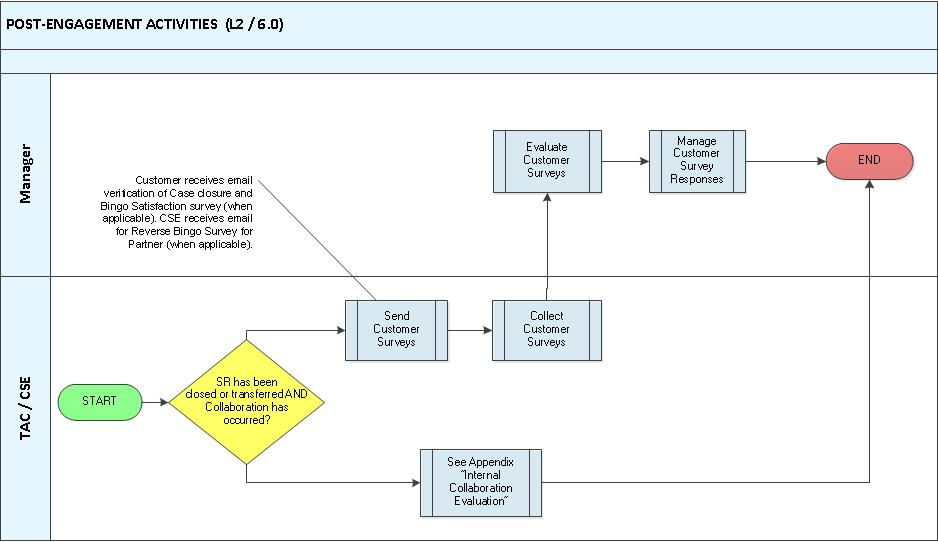 POST-ENGAGEMENT ACTIVITIES (L2 / 6.0)
Manager
Evaluate
Customer
Surveys
Manage
Customer
Survey
Responses
END
Customer receives email
verification of Case closure and
Bingo Satisfaction survey (when
applicable). CSE receives email
for Reverse Bingo Survey for
Partner (when applicable).
TAC / CSE
Send
Customer
Surveys
Collect
Customer
Surveys
START
SR has been
closed or transferredAND
Collaboration has
occurred?
See Appendix
"Internal
Collaboration
Evaluation"